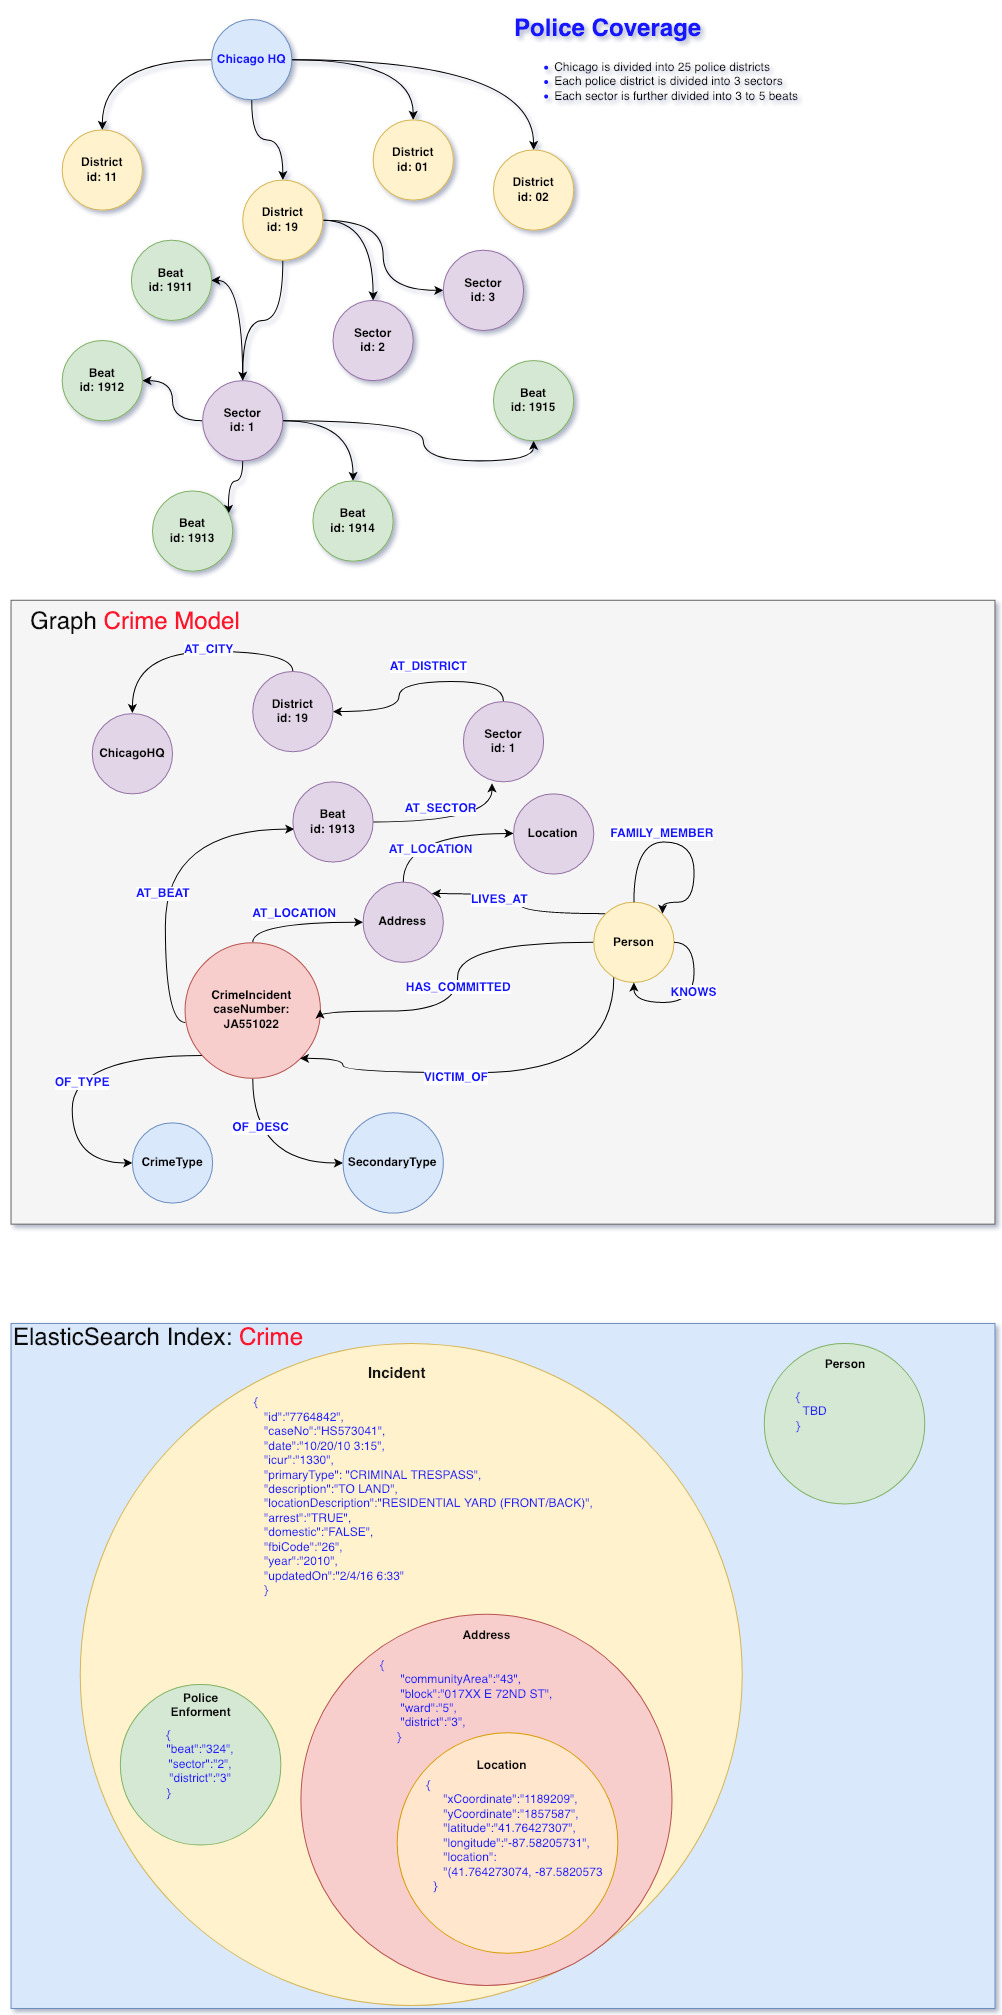 Police Coverage
Chicago HQ
• Chicago is divided into 25 police districts
• Each police district is divided into 3 sectors
• Each sector is further divided into 3 to 5 beats
District
id: 11
District
id: 01
District
id: 02
District
id: 19
Beat
id: 1911
Sector
id: 3
Sector
id: 2
Beat
id: 1912
Beat
id: 1915
Sector
id: 1
Beat
id: 1913
Beat
id: 1914
Graph Crime Model
AT_CITY
AT_DISTRICT
District
id: 19
Sector
id: 1
ChicagoHQ
AT_SECTOR
Beat
id: 1913
Location
FAMILY_MEMBER
AT_LOCATION
AT_BEAT
LIVES_AT
AT_LOCATION
Address
Person
HAS_COMMITTED
KNOWS
CrimeIncident
caseNumber:
JA551022
VICTIM_OF
OF_TYPE
OF_DESC
CrimeType
SecondaryType
ElasticSearch Index: Crime
Incident
{
"id":"7764842",
"caseNo":"HS573041",
"date":"10/20/10 3:15",
"icur":"1330",
"primaryType": "CRIMINAL TRESPASS",
"description":"TO LAND",
"locationDescription":"RESIDENTIAL YARD (FRONT/BACK)",
"arrest":"TRUE",
"domestic":"FALSE",
"fbiCode":"26",
"year":"2010",
"updatedOn":"2/4/16 6:33"
}
Person
{
TBD
}
Address
{
"communityArea":"43",
"block":"017XX E 72ND ST",
"ward":"5",
"district":"3",
}
Police
Enforment
{
"beat":"324",
"sector":"2",
"district":"3"
}
Location
{
"xCoordinate":"1189209",
"yCoordinate":"1857587",
"latitude":"41.76427307",
"longitude":"-87.58205731",
"location":
"(41.764273074, -87.5820573
}